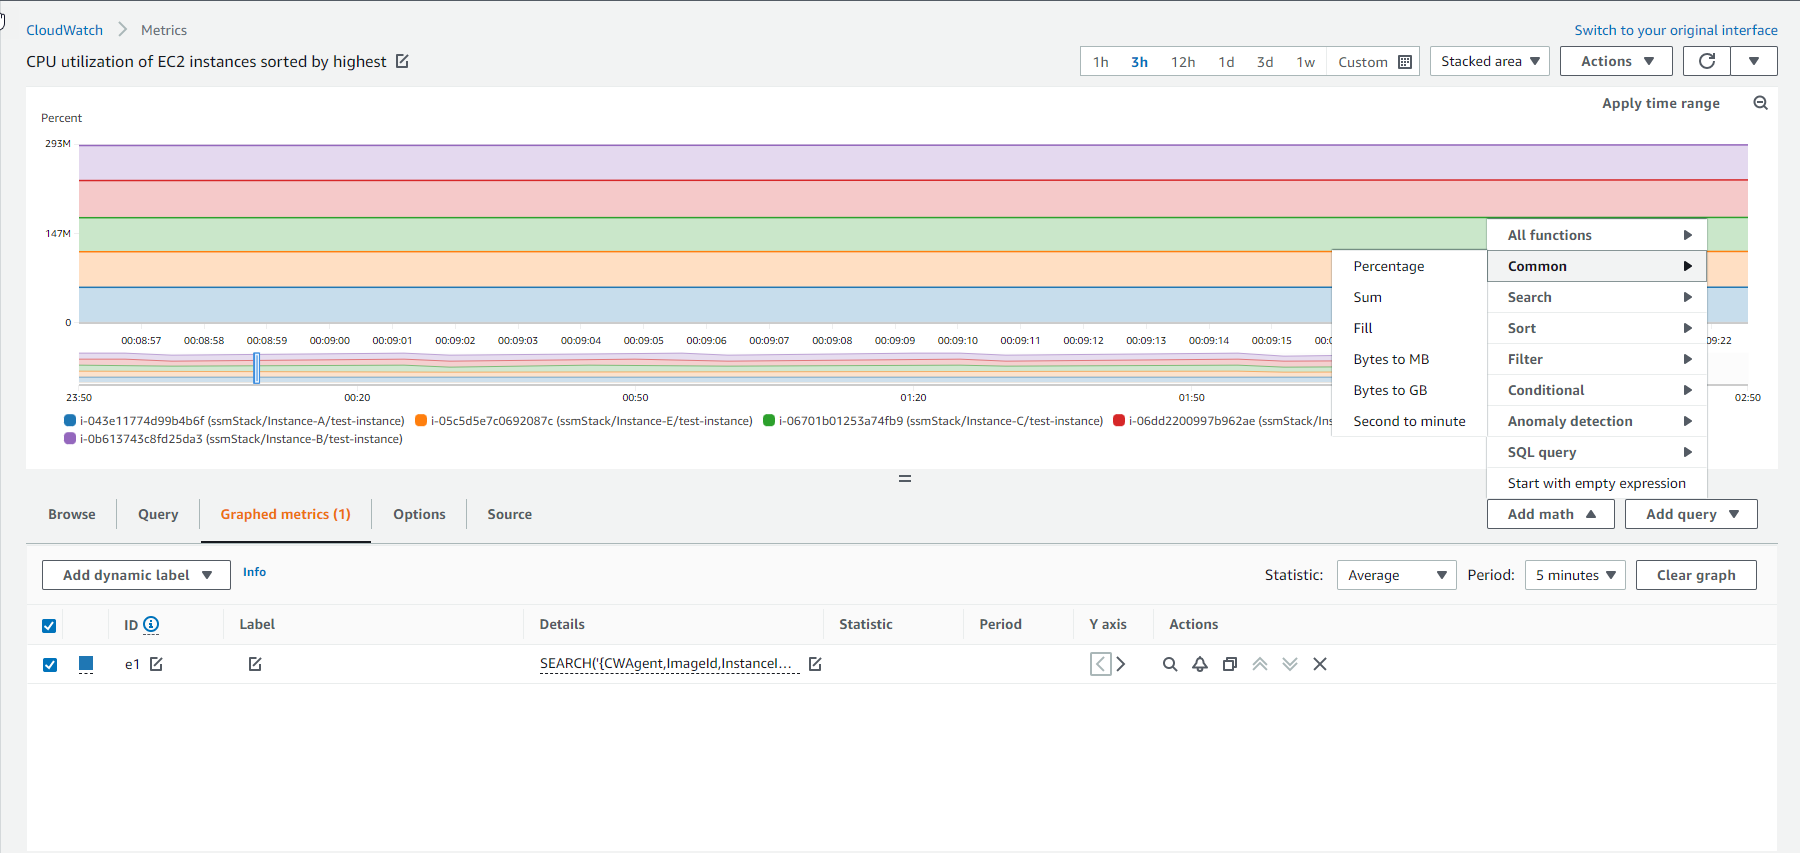 CloudWatch > Metrics
Switch to your original interface
CPU utilization of EC2 instances sorted by highest
1h 3h 12h 1d 3d 1w Custom
Stacked area
Actions
Apply time range
Percent
293M
147M
0
00:08:57 00:08:58 00:08:59 00:09:00 00:09:01 00:09:02 00:09:03 00:09:04 00:09:05 00:09:06 00:09:07 00:09:08 00:09:09 00:09:10 00:09:11 00:09:12 00:09:13 00:09:14 00:09:15 00:0 09:22
23:50 00:20 00:50 01:20 01:50 02:50
i-043e11774d99b4b6f (ssmStack/Instance-A/test-instance) i-05c5d5e7c0692087c (ssmStack/Instance-E/test-instance) i-06701b01253a74fb9 (ssmStack/Instance-C/test-instance) i-06dd2200997b962ae (ssmStack/Ins
i-0b613743c8fd25da3 (ssmStack/Instance-B/test-instance)
Percentage
Sum
Fill
Bytes to MB
Bytes to GB
Second to minute
All functions
Common
Search
Sort
Filter
Conditional
Anomaly detection
SQL query
Start with empty expression
Browse Query Graphed metrics (1) Options Source
Add math
Add query
Add dynamic label
Info
Statistic: Average
Period: 5 minutes
Clear graph
ID Label Details Statistic Period Y axis Actions
e1 SEARCH('{CWAgent,ImageId,InstanceI...